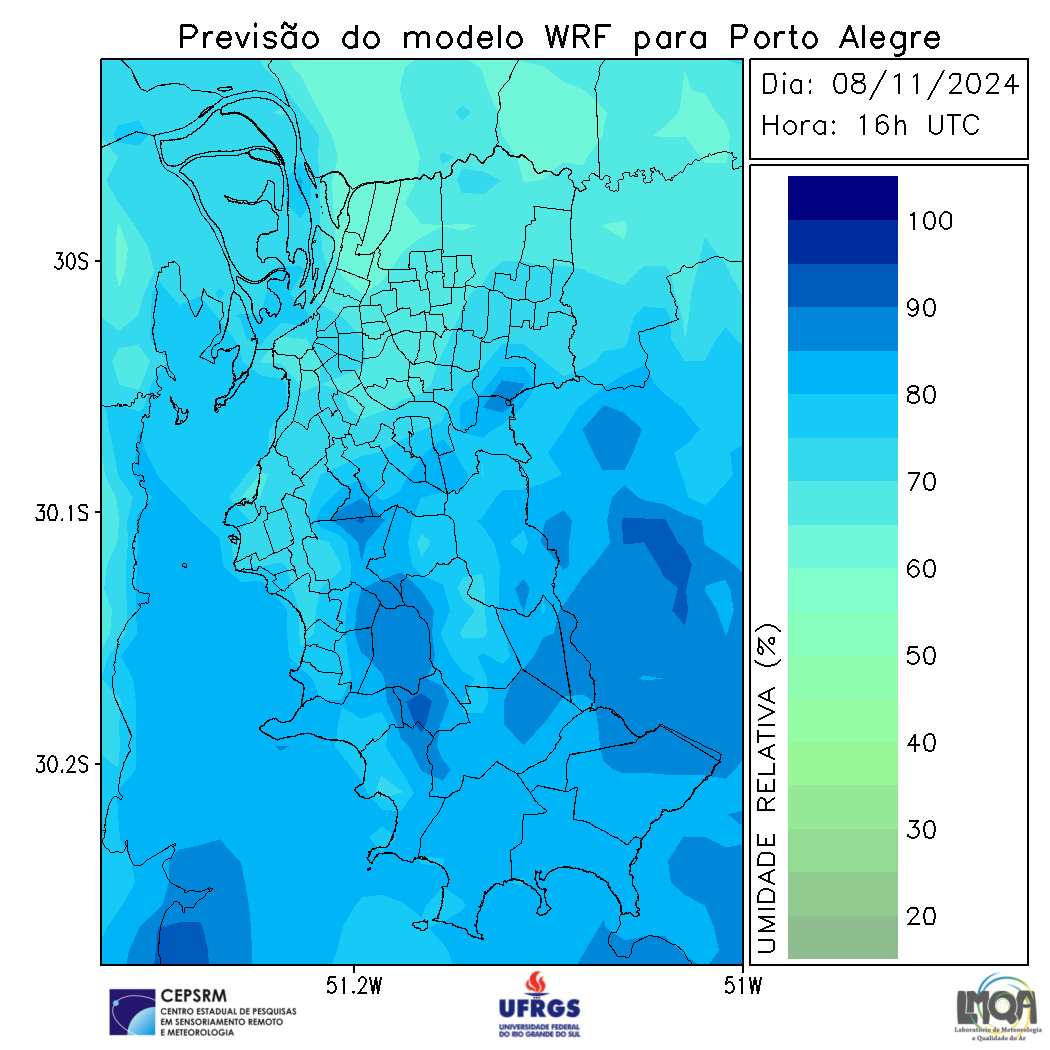 Previsão do modelo WRF para Porto Alegre
Dia: 08/11/2024
Hora: 16h UTC
100
90
80
70
60
50
40
30
20
UMIDADE RELATIVA (%)
30S
30.1S
30.2S
51.2W
51W
CEPSRM
CENTRO ESTADUAL DE PESQUISAS
EM SENSORIAMENTO REMOTO
E METEOROLOGIA
UFRGS
UNIVERSIDADE FEDERAL
DO RIO GRANDE DO SUL
LMQA
Laboratório de Meteorologia
e Qualidade do Ar